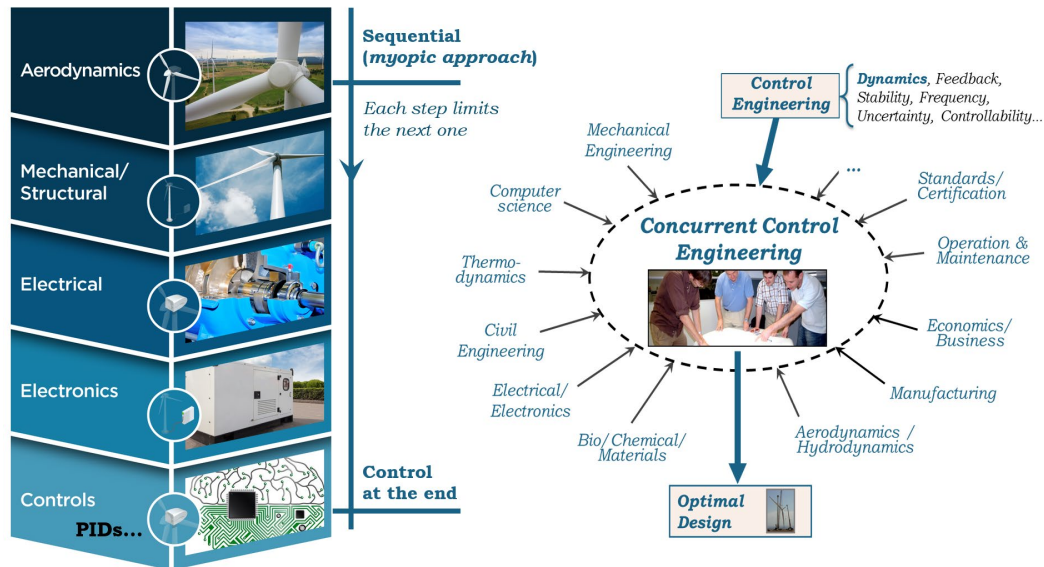 Aerodynamics
Mechanical/
Structural
Electrical
Electronics
Controls
PIDs...
Sequential
(myopic approach)
Each step limits
the next one
Control
at the end
Control
Engineering
Dynamics, Feedback,
Stability, Frequency,
Uncertainty, Controllability...
Mechanical
Engineering
...
Standards/
Certification
Computer
science
Concurrent Control
Engineering
Operation &
Maintenance
Thermo-
dynamics
Civil
Engineering
Economics/
Business
Electrical/
Electronics
Manufacturing
Bio/Chemical/
Materials
Aerodynamics /
Hydrodynamics
Optimal
Design